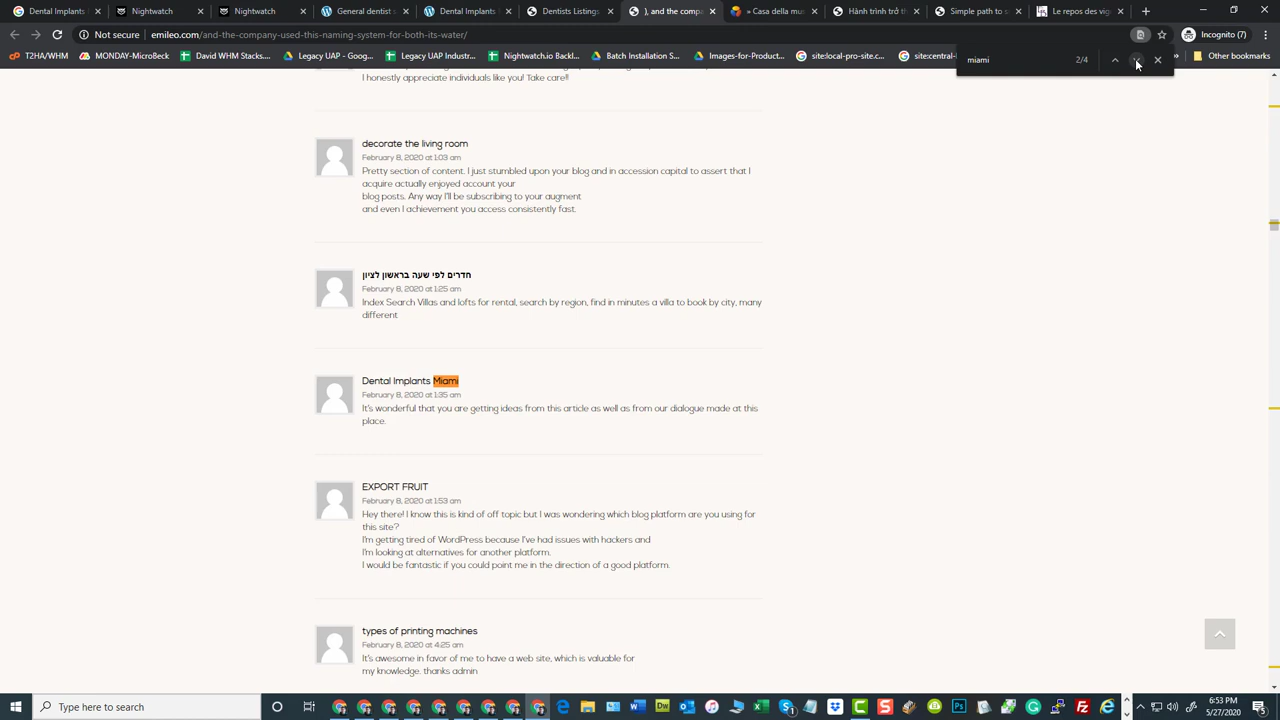 Dental Implants
Nightwatch
Nightwatch
General dentist
Dental Implants
Dentists Listings
), and the comp
« Casa della mu
Hành trình trở th
Simple path to s
Le repos des vig
Not secure
emileo.com/and-the-company-used-this-naming-system-for-both-its-water/
Incognito (7)
T2HA/WHM
MONDAY-MicroBeck
David WHM Stacks....
Legacy UAP - Goog...
Legacy UAP Industr...
Nightwatch.io Backl...
Batch Installation S...
Images-for-Produc...
sitelocal-pro-site.c...
site:central-
Other bookmarks
miami
2/4
I honestly appreciate individuals like you! Take care!!
decorate the living room
February 8, 2020 at 1:03 am
Pretty section of content. I just stumbled upon your blog and in accession capital to assert that I
acquire actually enjoyed account your
blog posts. Any way I'll be subscribing to your augment
and even I achievement you access consistently fast.
חדרים לפי שעה בראשון לציון
February 8, 2020 at 1:25 am
Index Search Villas and lofts for rental, search by region, find in minutes a villa to book by city, many
different
Dental Implants Miami
February 8, 2020 at 1:35 am
It's wonderful that you are getting ideas from this article as well as from our dialogue made at this
place.
EXPORT FRUIT
February 8, 2020 at 1:53 am
Hey there! I know this is kind of off topic but I was wondering which blog platform are you using for
this site?
I'm getting tired of WordPress because I've had issues with hackers and
I'm looking at alternatives for another platform.
I would be fantastic if you could point me in the direction of a good platform.
types of printing machines
February 8, 2020 at 4:25 am
It's awesome in favor of me to have a web site, which is valuable for
my knowledge. thanks admin
Type here to search
6:53 PM
5/27/2020